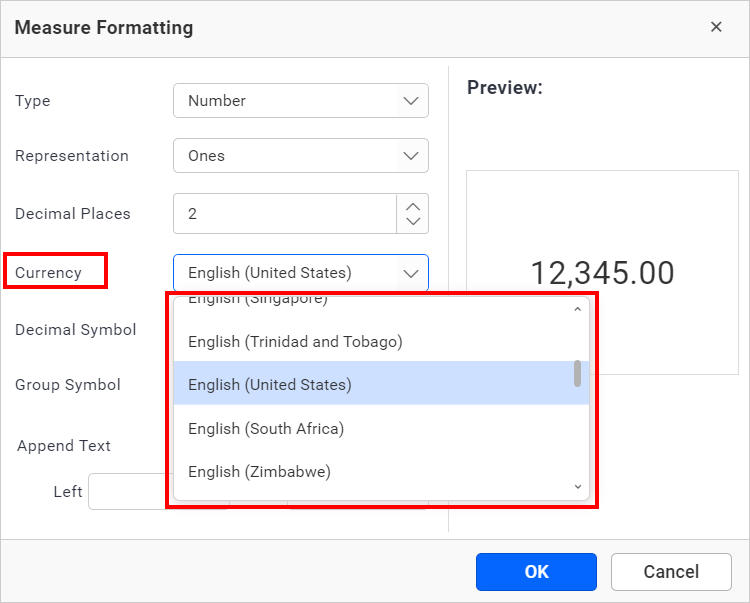 Measure Formatting
Type
Number
Preview:
Representation
Ones
Decimal Places
2
Currency
English (United States)
12,345.00
English (Singapore)
Decimal Symbol
English (Trinidad and Tobago)
English (United States)
Group Symbol
English (South Africa)
Append Text
English (Zimbabwe)
Left
OK
Cancel